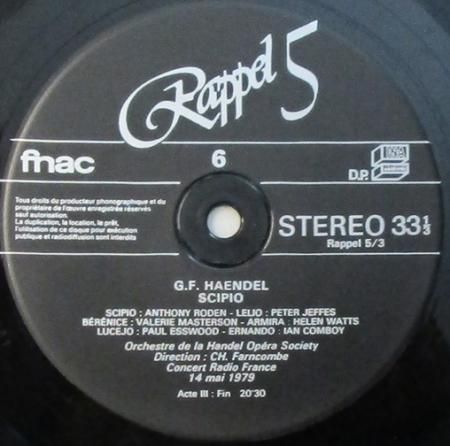 Rappel 5
fnac
6
D.P.
Tous droits du producteur phonographique et du
propriétaire de l'œuvre enregistrée réservés
sauf autorisation.
La duplication, la location, le prêt,
l'utilisation de ce disque pour exécution
publique et radiodiffusion sont interdits
STEREO 33 1/3
Rappel 5/3
G.F. HAENDEL
SCIPIO
SCIPIO : ANTHONY RODEN - LELIO : PETER JEFFES
BÉRÉNICE : VALERIE MASTERSON - ARMIRA : HELEN WATTS
LUCEJO : PAUL ESSWOOD - ERNANDO : IAN COMBOY
Orchestre de la Handel Opéra Society
Direction : CH. Farncombe
Concert Radio France
14 mai 1979
Acte III : Fin 20'30